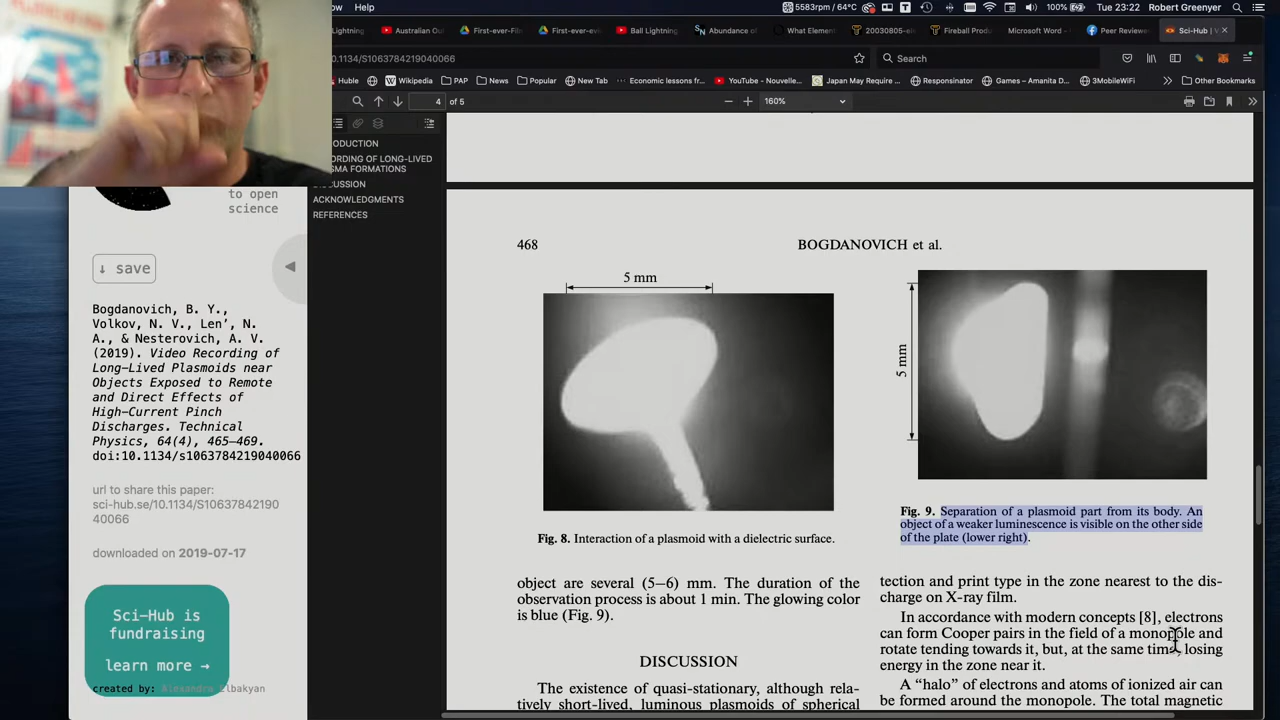 ow
5583rpm / 64°C
100%
Tue 23:22
Robert Greenyer
htning
Australian Our
First-ever-Film
First-ever-evi
Ball Lightning
Abundance of
What Element
20030805-ele
Fireball Produ
Microsoft Word -
Peer Reviewe
Sci-Hub | V
0.1134/S1063784219040066
Search
Huble
Wikipedia
PAP
News
Popular
New Tab
Economic lessons fr...
YouTube - Nouvelle...
Japan May Require ...
Responsinator
Games – Amanita D...
3MobileWiFi
Other Bookmarks
4 of 5
160%
ODUCTION
ORDING OF LONG-LIVED
SMA FORMATIONS
USSION
ACKNOWLEDGMENTS
REFERENCES
to open
science
↓ save
Bogdanovich, B. Y.,
Volkov, N. V., Len’, N.
A., & Nesterovich, A. V.
(2019). Video Recording of
Long-Lived Plasmoids near
Objects Exposed to Remote
and Direct Effects of
High-Current Pinch
Discharges. Technical
Physics, 64(4), 465–469.
doi:10.1134/s1063784219040066
url to share this paper:
sci-hub.se/10.1134/S10637842190
40066
downloaded on 2019-07-17
Sci-Hub is
fundraising
learn more →
created by: Alexandra Elbakyan
468
BOGDANOVICH et al.
5 mm
Fig. 8. Interaction of a plasmoid with a dielectric surface.
object are several (5–6) mm. The duration of the
observation process is about 1 min. The glowing color
is blue (Fig. 9).
DISCUSSION
The existence of quasi-stationary, although rela-
tively short-lived, luminous plasmoids of spherical
5 mm
Fig. 9. Separation of a plasmoid part from its body. An
object of a weaker luminescence is visible on the other side
of the plate (lower right).
tection and print type in the zone nearest to the dis-
charge on X-ray film.
In accordance with modern concepts [8], electrons
can form Cooper pairs in the field of a monopole and
rotate tending towards it, but, at the same time, losing
energy in the zone near it.
A “halo” of electrons and atoms of ionized air can
be formed around the monopole. The total magnetic